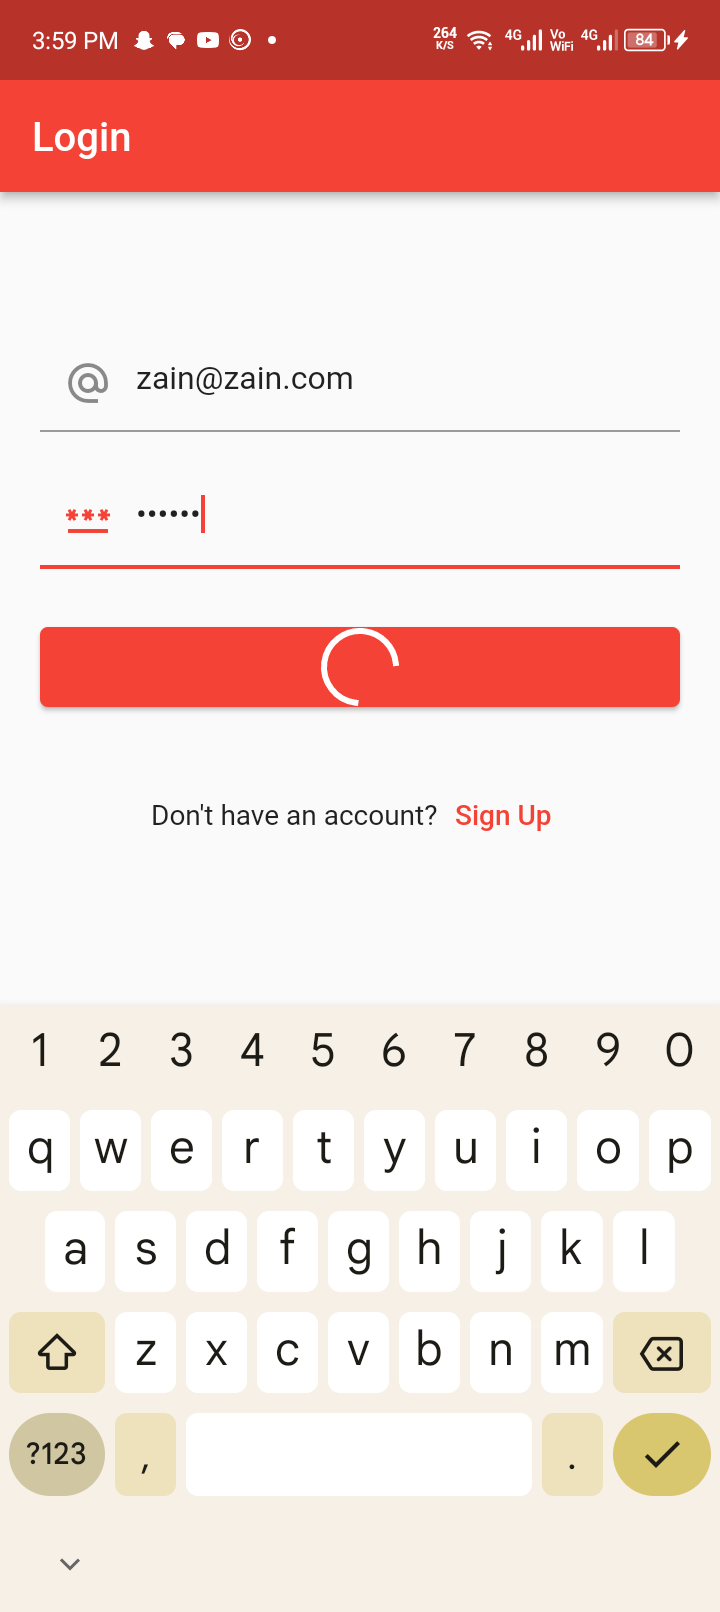 3:59 PM 264 K/S 4G Vo WiFi 4G 84
Login
zain@zain.com
*** ••••••
Don't have an account? Sign Up
1 2 3 4 5 6 7 8 9 0
q w e r t y u i o p
a s d f g h j k l
z x c v b n m
?123 , .